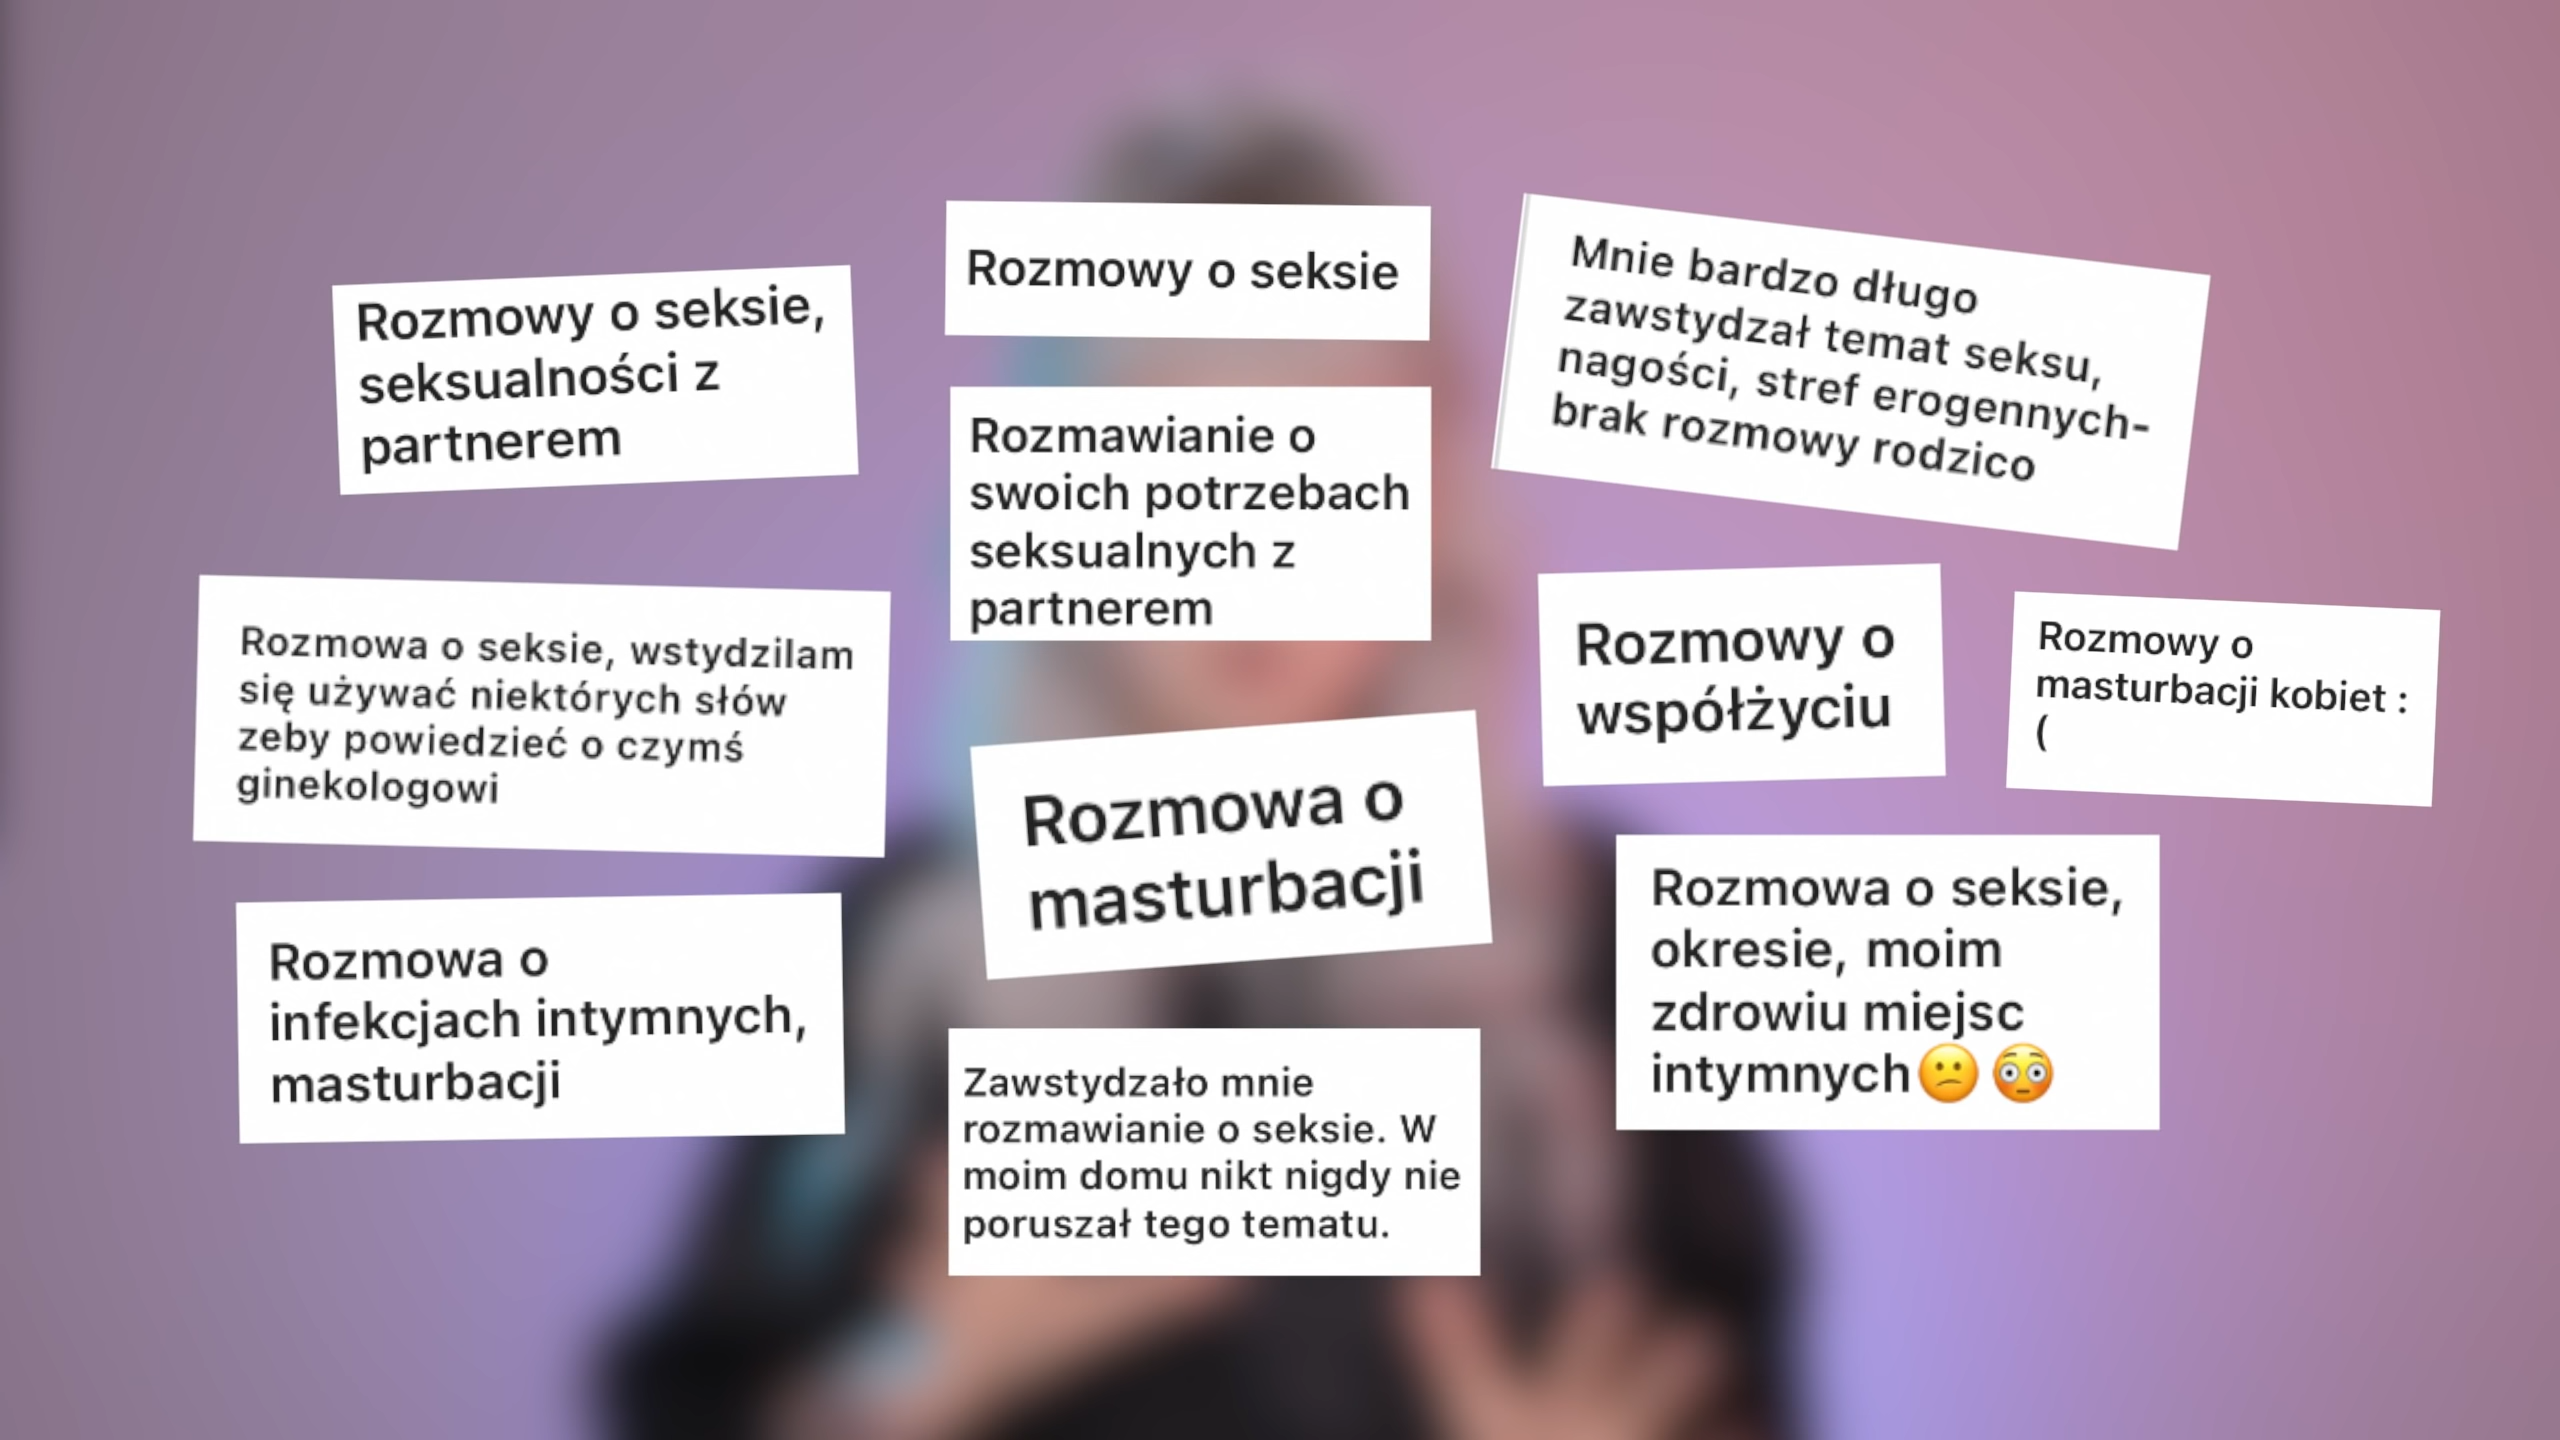 Rozmowy o seksie,
seksualności z
partnerem
Rozmowy o seksie
Mnie bardzo długo
zawstydzał temat seksu,
nagości, stref erogennych-
brak rozmowy rodzico
Rozmawianie o
swoich potrzebach
seksualnych z
partnerem
Rozmowa o seksie, wstydzilam
się używać niektórych słów
zeby powiedzieć o czymś
ginekologowi
Rozmowy o
współżyciu
Rozmowy o
masturbacji kobiet :
(
Rozmowa o
masturbacji
Rozmowa o
infekcjach intymnych,
masturbacji
Rozmowa o seksie,
okresie, moim
zdrowiu miejsc
intymnych😕😳
Zawstydzało mnie
rozmawianie o seksie. W
moim domu nikt nigdy nie
poruszał tego tematu.